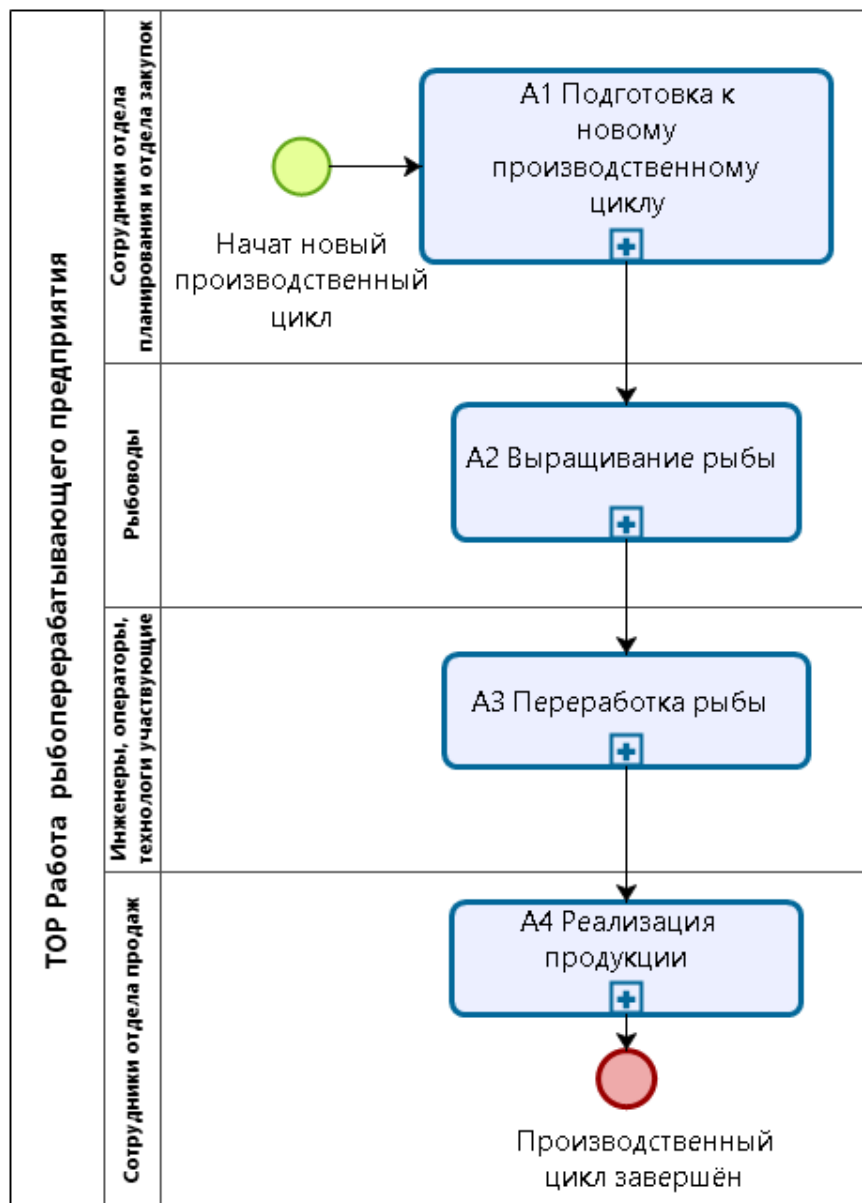 ТОР Работа рыбоперерабатывающего предприятия
Сотрудники отдела
планирования и отдела закупок
Начат новый
производственный
цикл
А1 Подготовка к
новому
производственному
циклу
Рыбоводы
А2 Выращивание рыбы
Инженеры, операторы,
технологи участвующие
А3 Переработка рыбы
Сотрудники отдела продаж
А4 Реализация
продукции
Производственный
цикл завершён